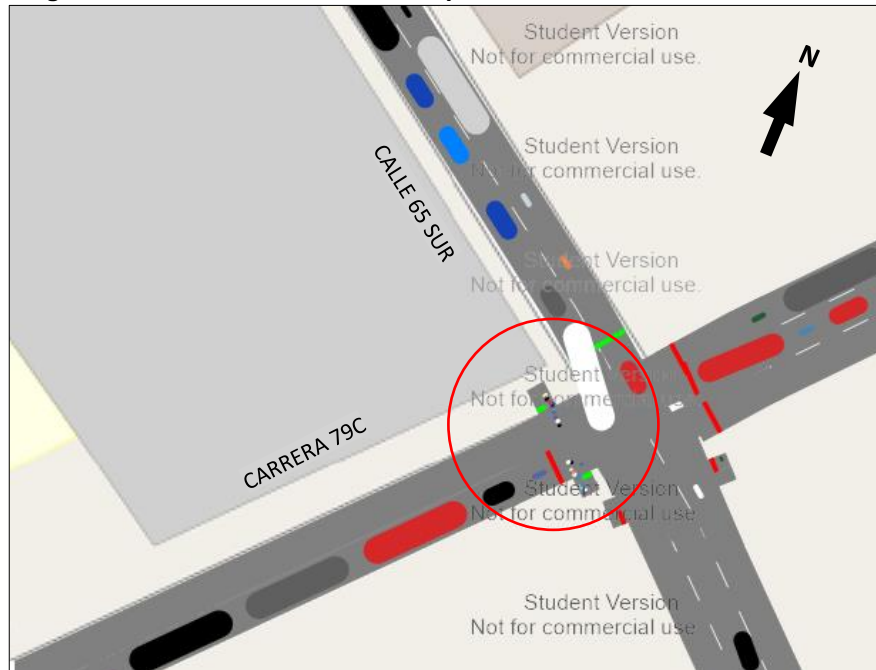 Student Version
Not for commercial use.
N
Student Version
Not for commercial use.
CALLE 65 SUR
Student Version
Not for commercial use.
Student Version
Not for commercial use.
CARRERA 79C
Student Version
Not for commercial use
Student Version
Not for commercial use.